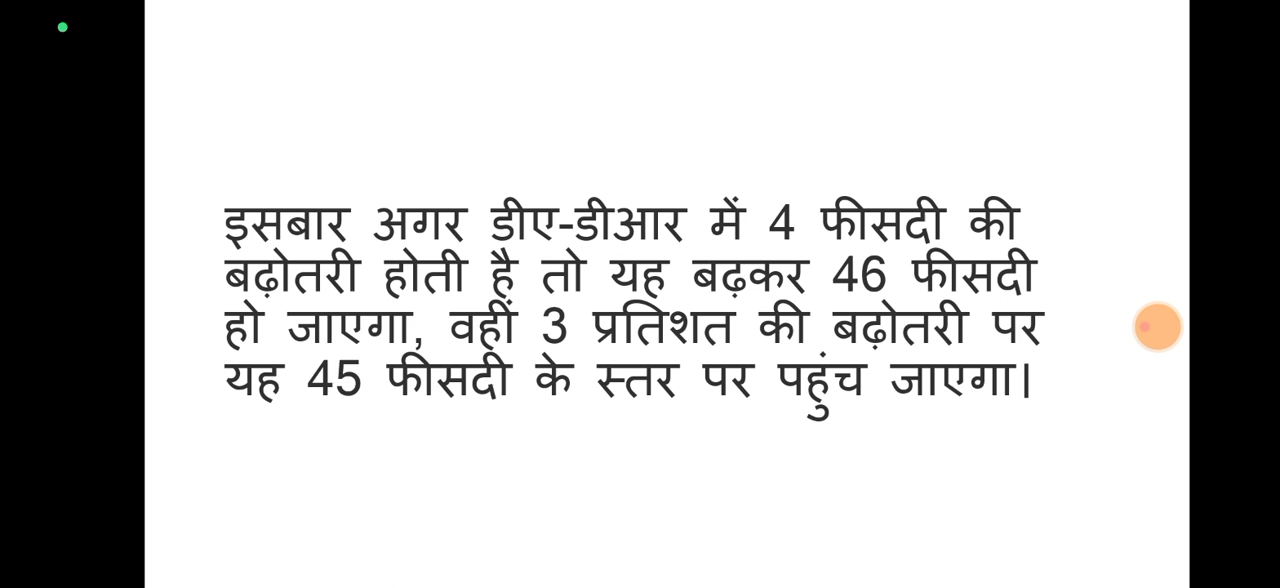 इसबार अगर डीए-डीआर में 4 फीसदी की
बढ़ोतरी होती है तो यह बढ़कर 46 फीसदी
हो जाएगा, वहीं 3 प्रतिशत की बढ़ोतरी पर
यह 45 फीसदी के स्तर पर पहुंच जाएगा।